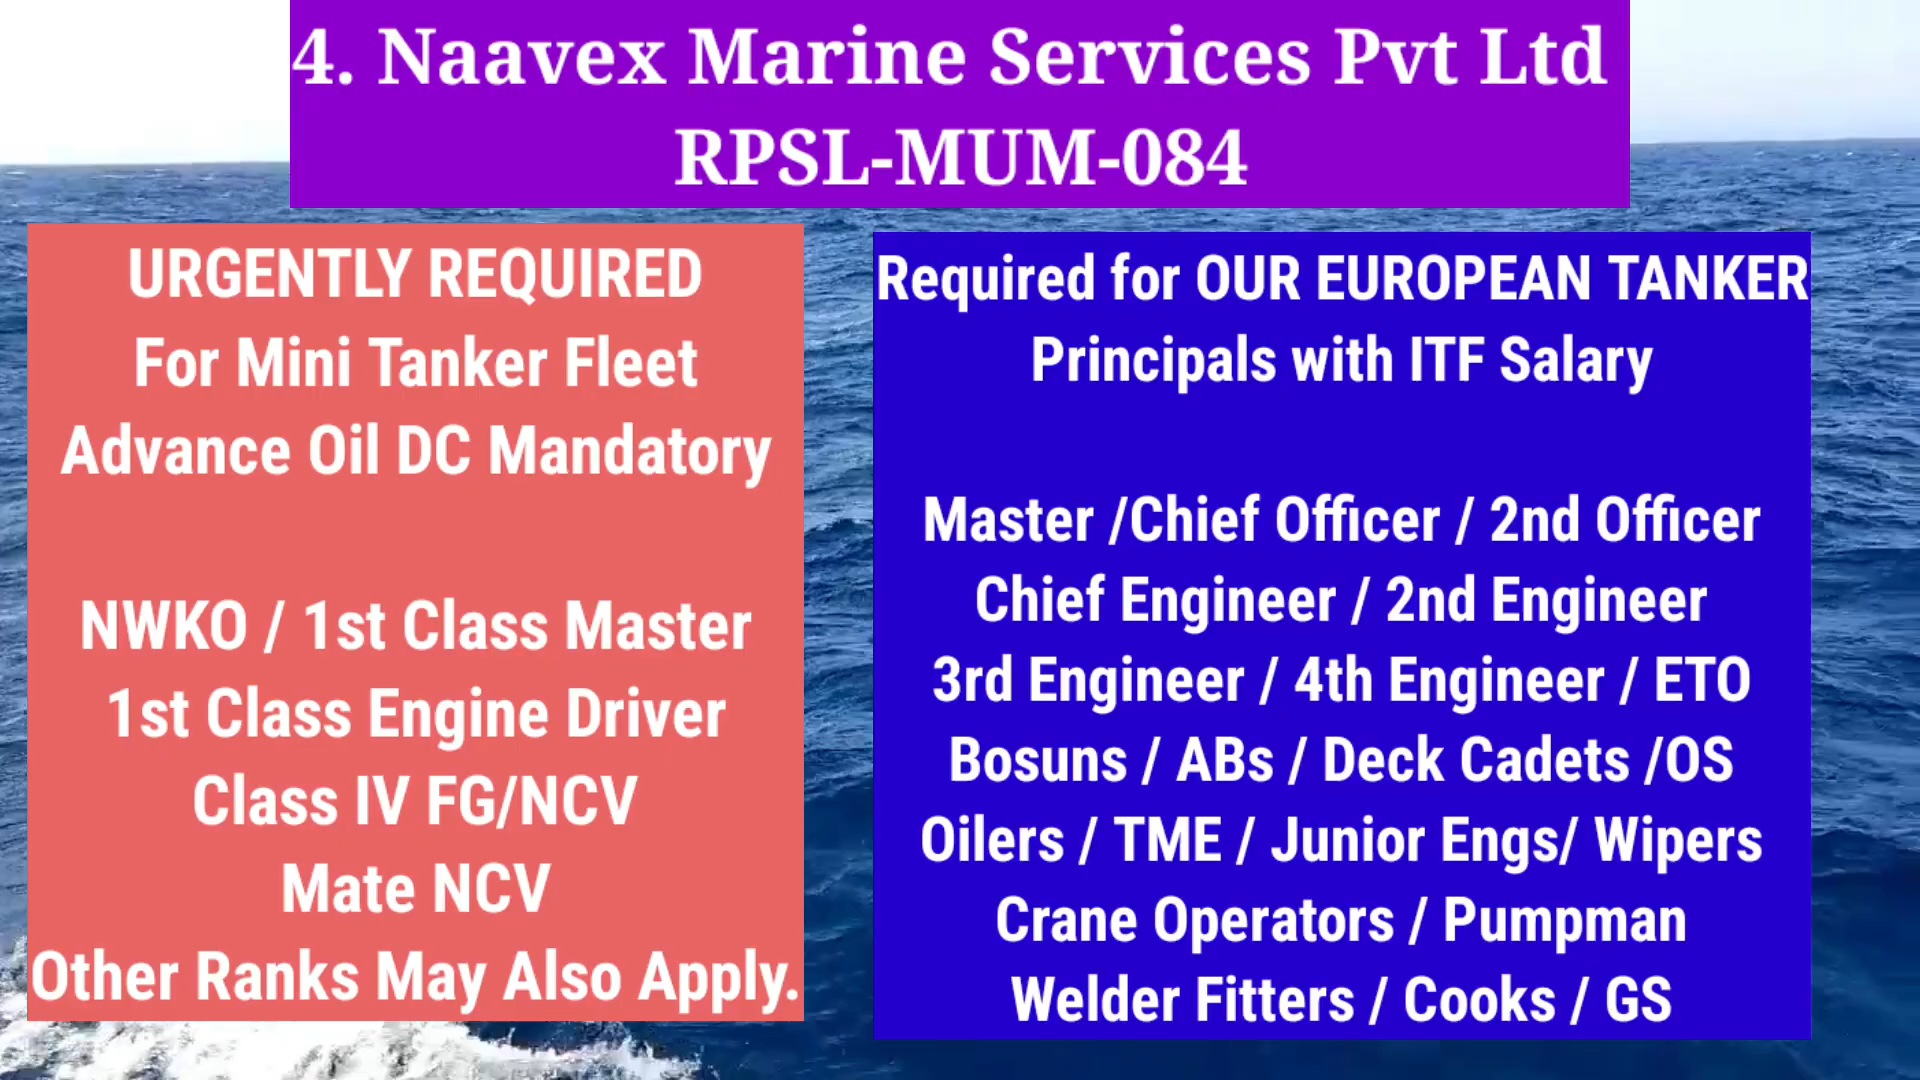 4. Naavex Marine Services Pvt Ltd
RPSL-MUM-084
URGENTLY REQUIRED
For Mini Tanker Fleet
Advance Oil DC Mandatory
NWKO / 1st Class Master
1st Class Engine Driver
Class IV FG/NCV
Mate NCV
Other Ranks May Also Apply.
Required for OUR EUROPEAN TANKER
Principals with ITF Salary
Master /Chief Officer / 2nd Officer
Chief Engineer / 2nd Engineer
3rd Engineer / 4th Engineer / ETO
Bosuns / ABs / Deck Cadets /OS
Oilers / TME / Junior Engs/ Wipers
Crane Operators / Pumpman
Welder Fitters / Cooks / GS